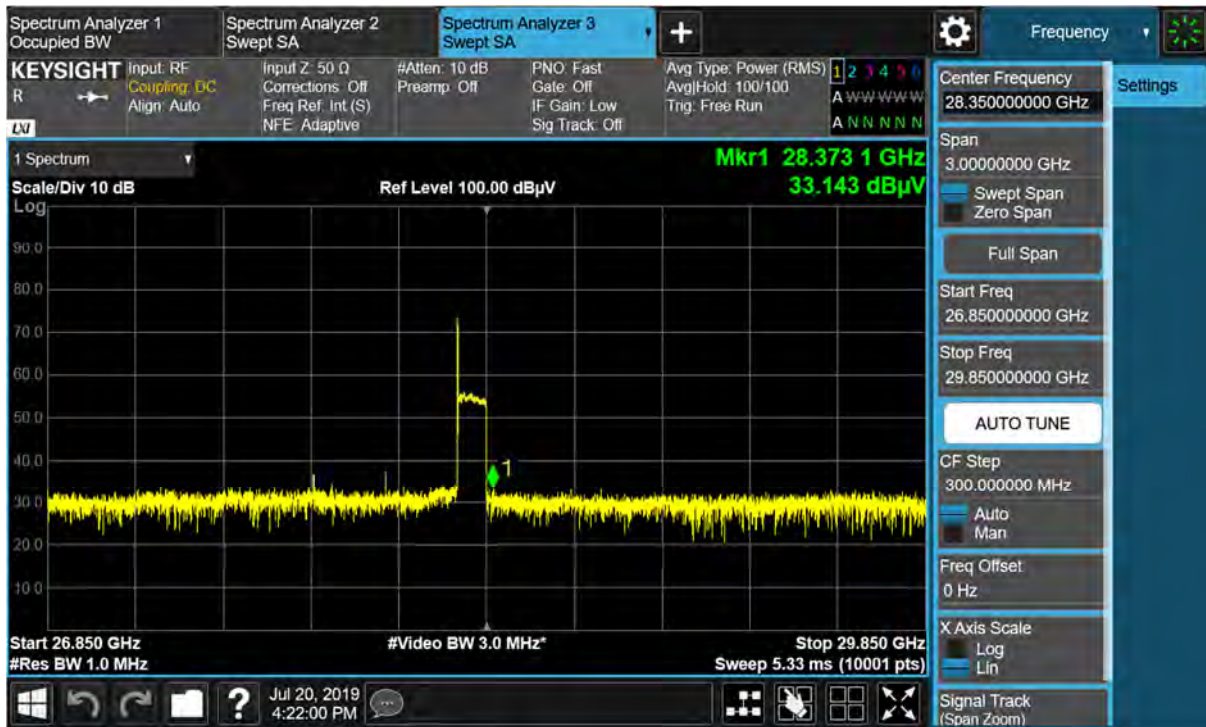 Spectrum Analyzer 1
Occupied BW
Spectrum Analyzer 2
Swept SA
Spectrum Analyzer 3
Swept SA
Frequency
KEYSIGHT
R
LXI
Input: RF
Coupling: DC
Align: Auto
Input Z: 50 Ω
Corrections: Off
Freq Ref: Int (S)
NFE: Adaptive
#Atten: 10 dB
Preamp: Off
PNO: Fast
Gate: Off
IF Gain: Low
Sig Track: Off
Avg Type: Power (RMS)
Avg|Hold: 100/100
Trig: Free Run
1 2 3 4 5 6
A W W W W W
A N N N N N
1 Spectrum
Scale/Div 10 dB
Ref Level 100.00 dBµV
Mkr1 28.373 1 GHz
33.143 dBµV
Log
90.0
80.0
70.0
60.0
50.0
40.0
30.0
20.0
10.0
1
Start 26.850 GHz
#Res BW 1.0 MHz
#Video BW 3.0 MHz*
Stop 29.850 GHz
Sweep 5.33 ms (10001 pts)
Center Frequency
28.350000000 GHz
Settings
Span
3.00000000 GHz
Swept Span
Zero Span
Full Span
Start Freq
26.850000000 GHz
Stop Freq
29.850000000 GHz
AUTO TUNE
CF Step
300.000000 MHz
Auto
Man
Freq Offset
0 Hz
X Axis Scale
Log
Lin
Signal Track
(Span Zoom)
?
Jul 20, 2019
4:22:00 PM